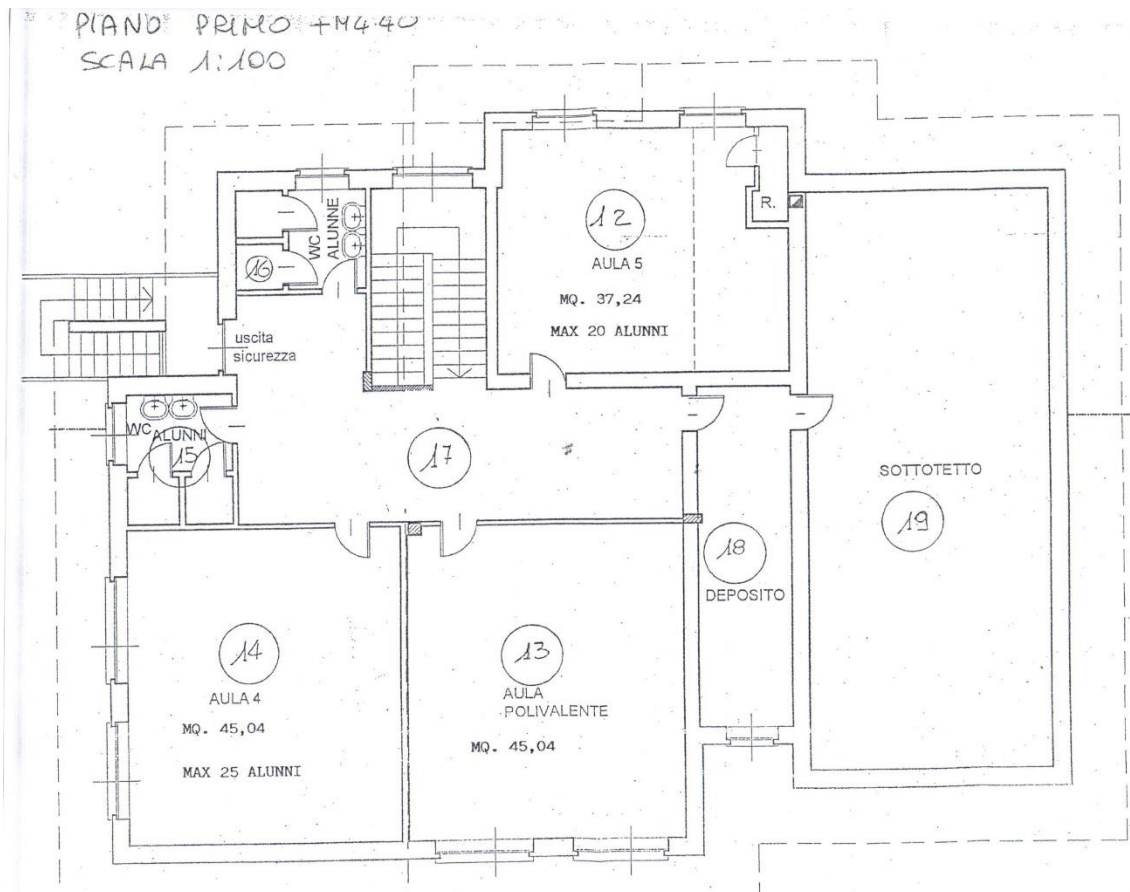 PIANO PRIMO +M4.40
SCALA 1:100
12
AULA 5
MQ. 37,24
MAX 20 ALUNNI
R.
WC
ALUNNE
16
uscita
sicurezza
WC
ALUNNI
15
17
18
DEPOSITO
SOTTOTETTO
19
14
AULA 4
MQ. 45,04
MAX 25 ALUNNI
13
AULA
POLIVALENTE
MQ. 45,04